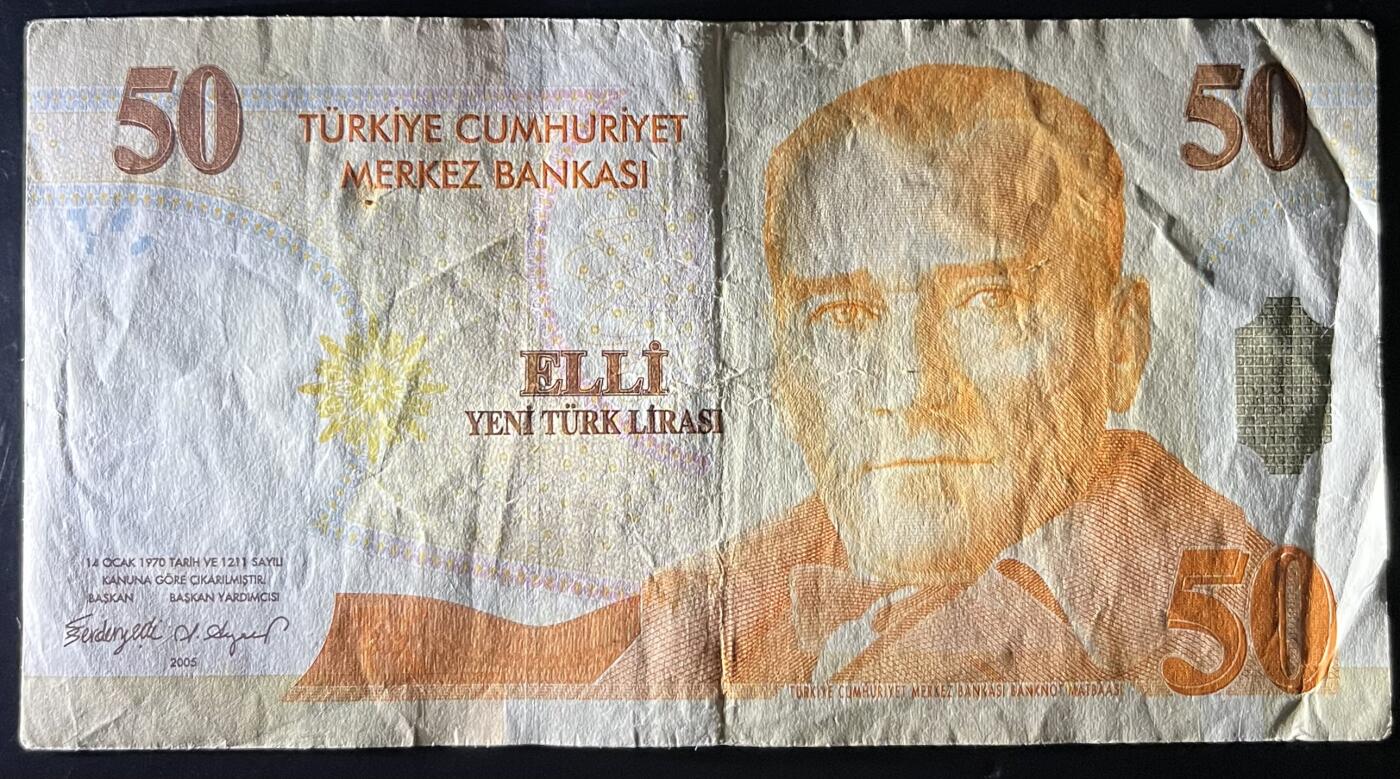 50
TÜRKİYE CUMHURİYET
MERKEZ BANKASI
50
ELLİ
YENİ TÜRK LİRASI
14 OCAK 1970 TARİH VE 1211 SAYILI
KANUNA GÖRE ÇIKARILMIŞTIR.
BAŞKAN BAŞKAN YARDIMCISI
2005
50
TÜRKİYE CUMHURİYET MERKEZ BANKASI BANKNOT MATBAASI